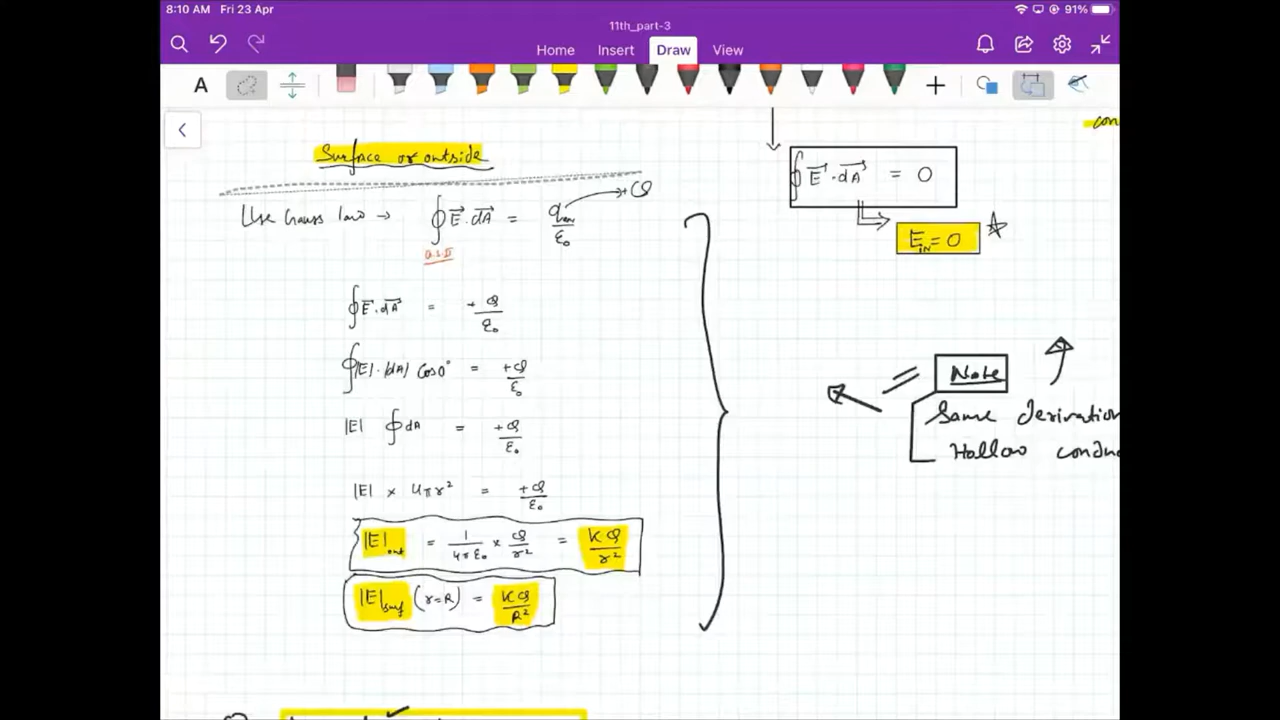 8:10 AM Fri 23 Apr
91%
11th_part-3
Home Insert Draw View
A
Surface or outside
Use Gauss law → ∮ E⃗ . dA⃗ = qen/ε₀ → +Q
G.S.
∮ E⃗ . dA⃗ = +Q/ε₀
∮ |E| . |dA| Cos0° = +Q/ε₀
|E| ∮ dA = +Q/ε₀
|E| × 4πr² = +Q/ε₀
|E|out = 1/4πε₀ × Q/r² = KQ/r²
|E|surf (r=R) = KQ/R²
con
∮ E⃗ . dA⃗ = 0
E_IN = 0
Note
Same derivation
Hollow condu